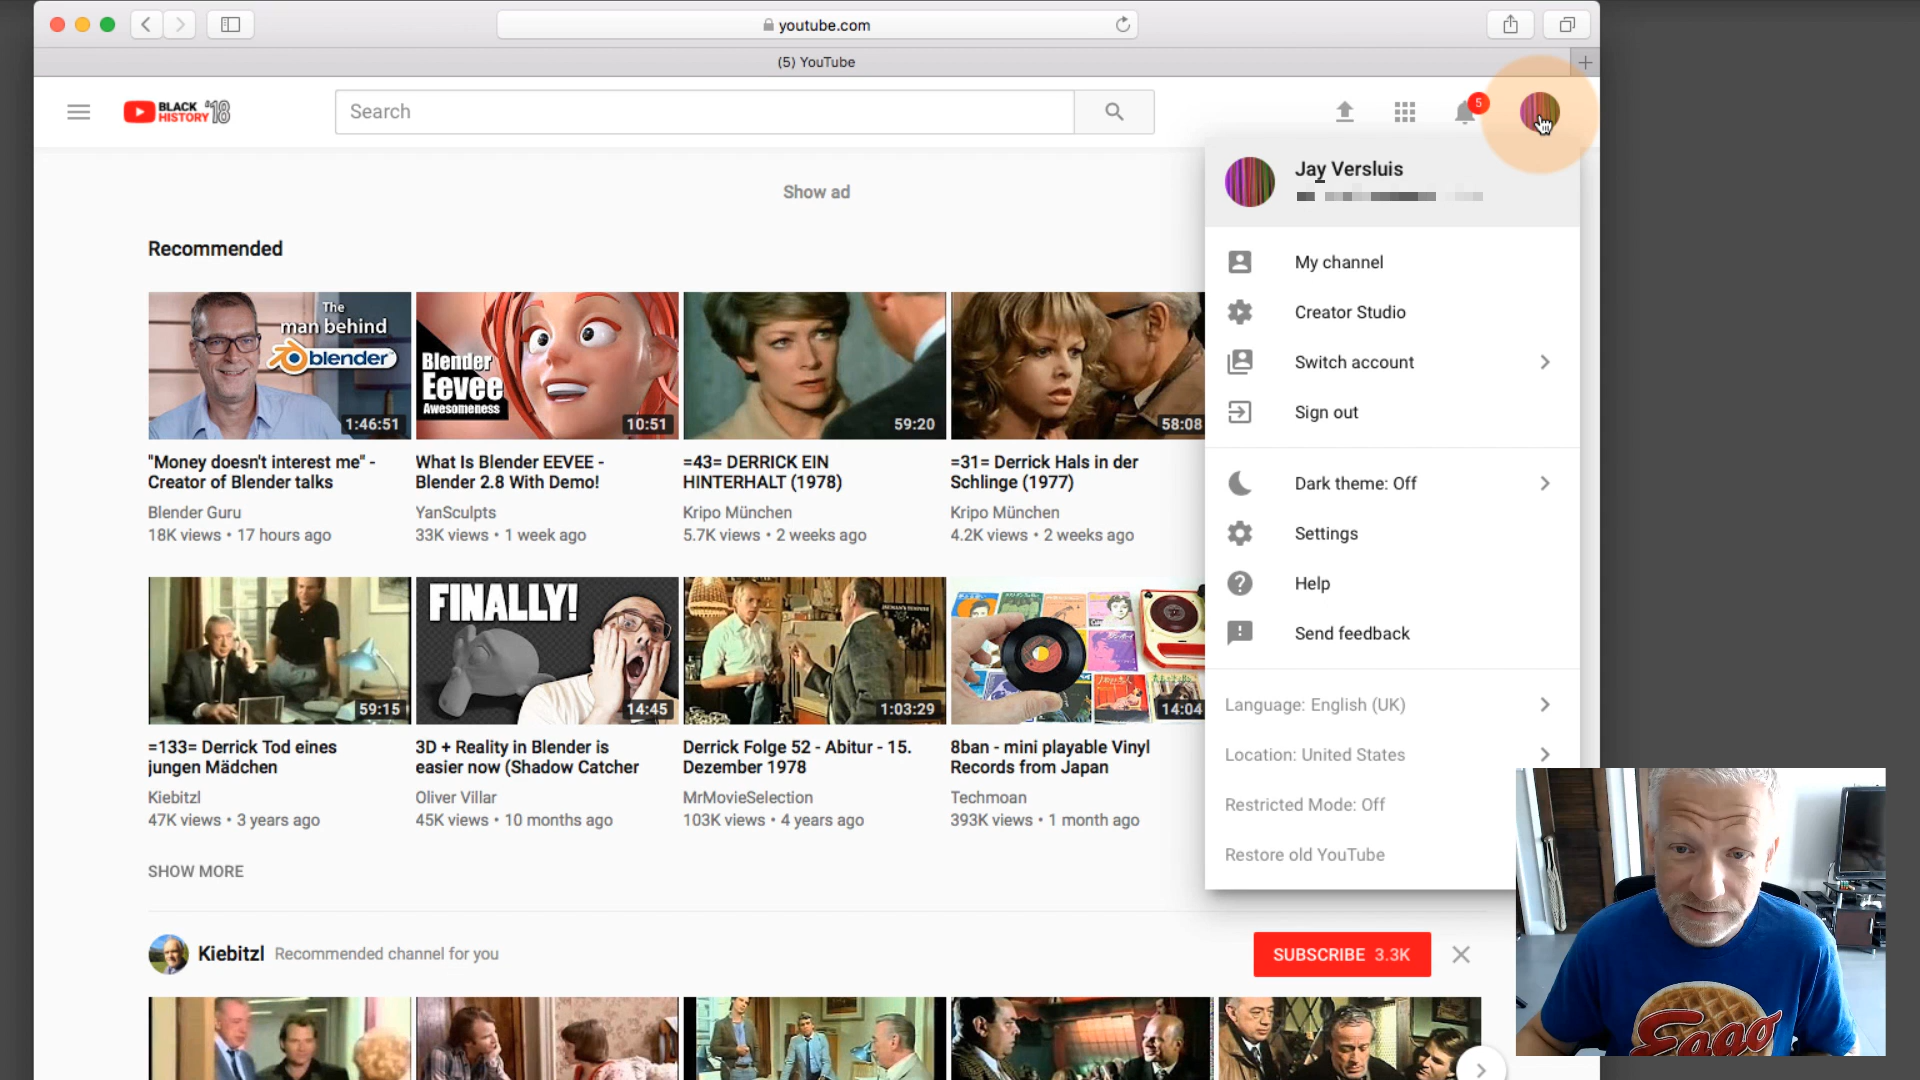 youtube.com
(5) YouTube
BLACK HISTORY '18
Search
5
Show ad
Jay Versluis
My channel
Creator Studio
Switch account
Sign out
Dark theme: Off
Settings
Help
Send feedback
Language: English (UK)
Location: United States
Restricted Mode: Off
Restore old YouTube
Recommended
The
man behind
blender
1:46:51
Blender
Eevee
Awesomeness
10:51
59:20
58:08
"Money doesn't interest me" -
Creator of Blender talks
Blender Guru
18K views • 17 hours ago
What Is Blender EEVEE -
Blender 2.8 With Demo!
YanSculpts
33K views • 1 week ago
=43= DERRICK EIN
HINTERHALT (1978)
Kripo München
5.7K views • 2 weeks ago
=31= Derrick Hals in der
Schlinge (1977)
Kripo München
4.2K views • 2 weeks ago
59:15
FINALLY!
14:45
1:03:29
14:04
=133= Derrick Tod eines
jungen Mädchen
Kiebitzl
47K views • 3 years ago
3D + Reality in Blender is
easier now (Shadow Catcher
Oliver Villar
45K views • 10 months ago
Derrick Folge 52 - Abitur - 15.
Dezember 1978
MrMovieSelection
103K views • 4 years ago
8ban - mini playable Vinyl
Records from Japan
Techmoan
393K views • 1 month ago
SHOW MORE
Kiebitzl Recommended channel for you
SUBSCRIBE 3.3K
Eggo